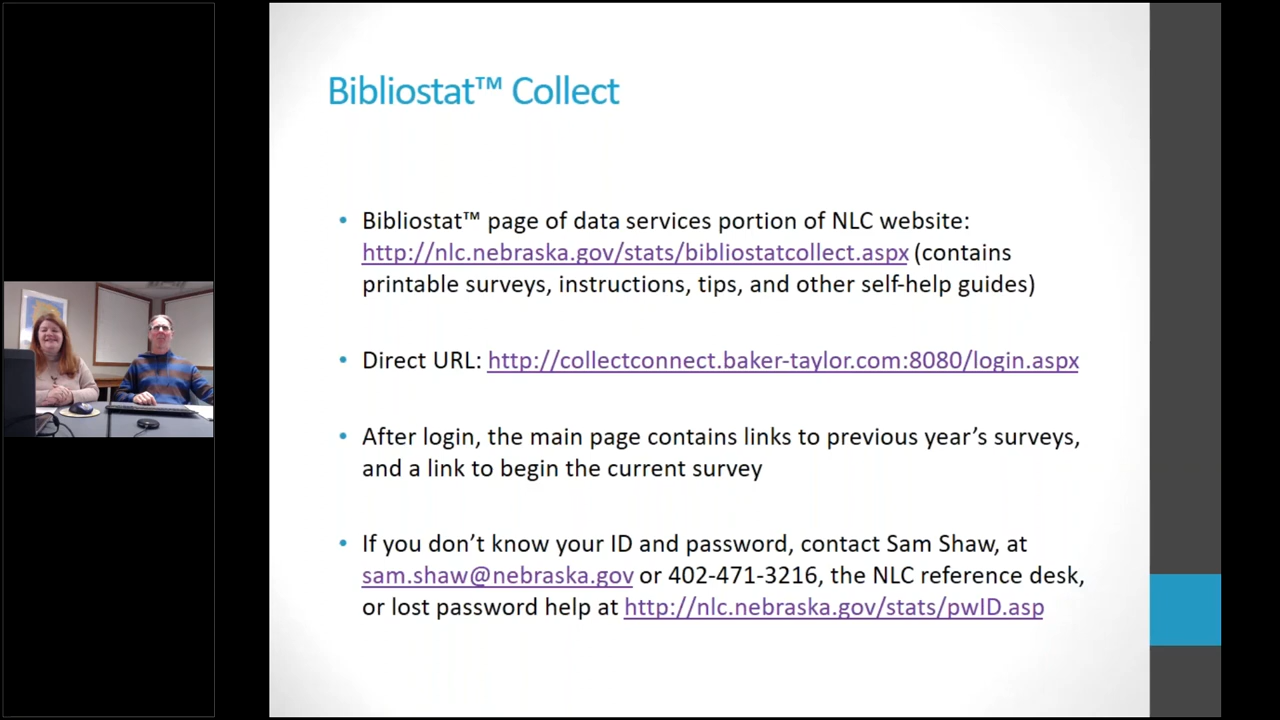 Bibliostat™ Collect
• Bibliostat™ page of data services portion of NLC website:
http://nlc.nebraska.gov/stats/bibliostatcollect.aspx (contains
printable surveys, instructions, tips, and other self-help guides)
• Direct URL: http://collectconnect.baker-taylor.com:8080/login.aspx
• After login, the main page contains links to previous year’s surveys,
and a link to begin the current survey
• If you don’t know your ID and password, contact Sam Shaw, at
sam.shaw@nebraska.gov or 402-471-3216, the NLC reference desk,
or lost password help at http://nlc.nebraska.gov/stats/pwID.asp